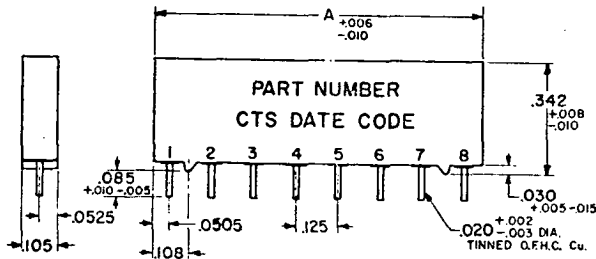 A +.006
-.010
PART NUMBER
CTS DATE CODE
.342 +.008
-.010
1 2 3 4 5 6 7 8
.085
+.010-.005
.030
+.005-.015
.0525
.0505
.125
.020 +.002
-.003 DIA.
TINNED O.F.H.C. Cu.
.105
.108